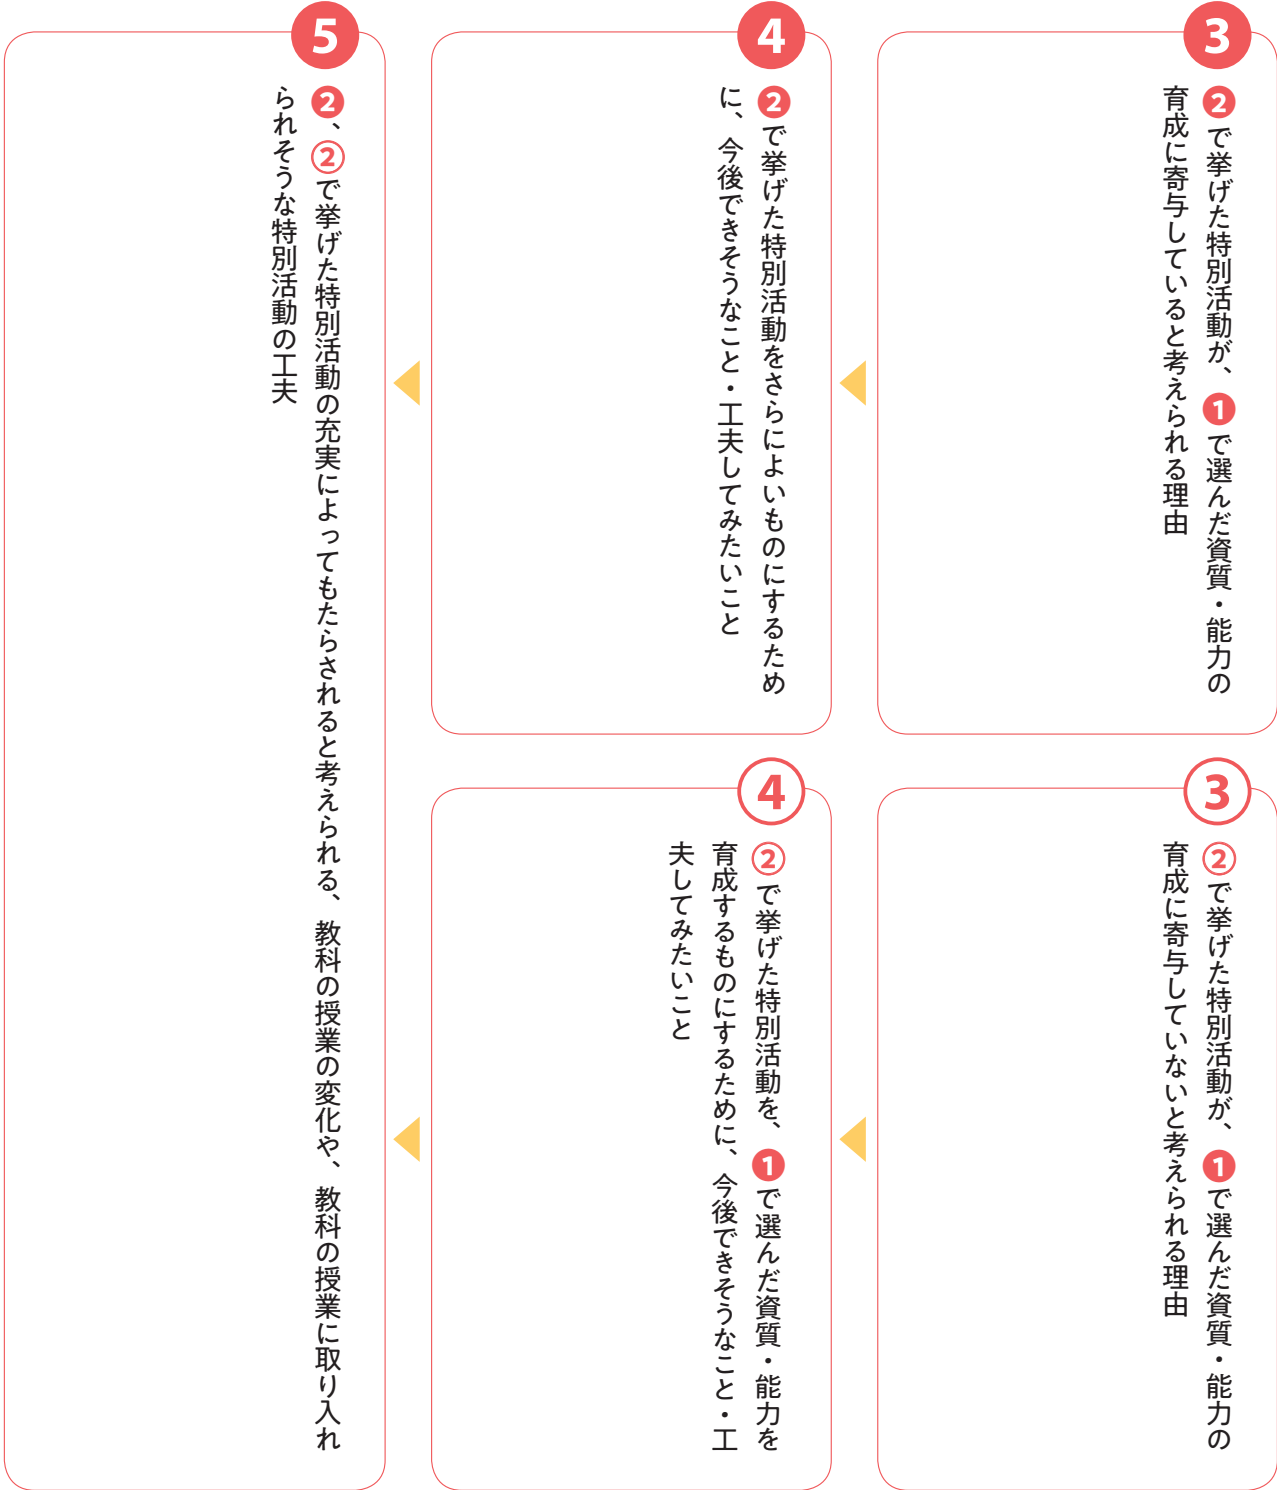 ❸
❷で挙げた特別活動が、❶で選んだ資質・能力の
育成に寄与していると考えられる理由
③
②で挙げた特別活動が、❶で選んだ資質・能力の
育成に寄与していないと考えられる理由
❹
❷で挙げた特別活動をさらによいものにするため
に、今後できそうなこと・工夫してみたいこと
④
②で挙げた特別活動を、❶で選んだ資質・能力を
育成するものにするために、今後できそうなこと・工
夫してみたいこと
❺
❷、②で挙げた特別活動の充実によってもたらされると考えられる、教科の授業の変化や、教科の授業に取り入れ
られそうな特別活動の工夫